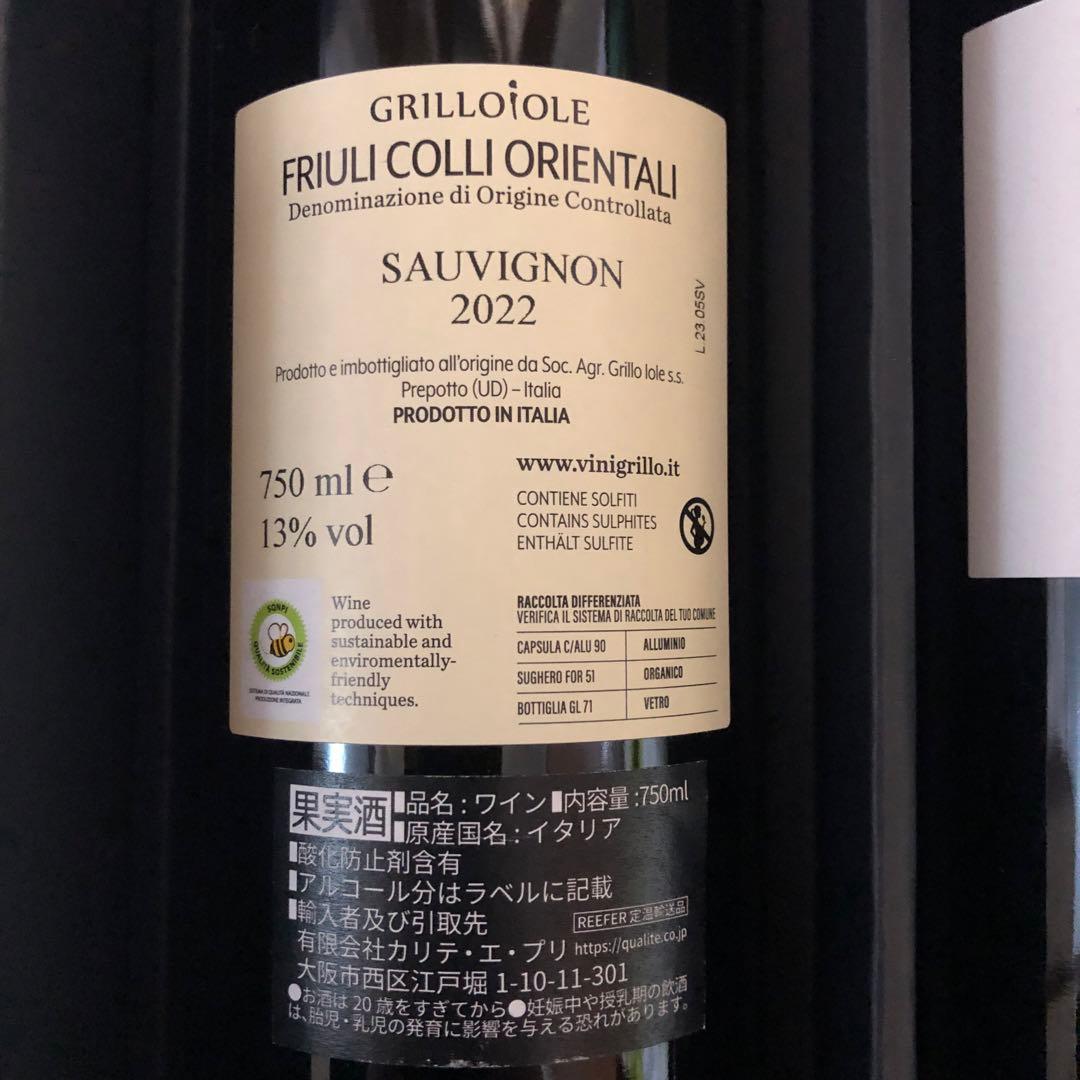 GRILLOiOLE
FRIULI COLLI ORIENTALI
Denominazione di Origine Controllata
SAUVIGNON
2022
L.23 05SV
Prodotto e imbottigliato all'origine da Soc. Agr. Grillo Iole s.s.
Prepotto (UD) – Italia
PRODOTTO IN ITALIA
750 ml ℮
13% vol
www.vinigrillo.it
CONTIENE SOLFITI
CONTAINS SULPHITES
ENTHÄLT SULFITE
SQNPI
QUALITÀ SOSTENIBILE
SISTEMA DI QUALITÀ NAZIONALE
PRODUZIONE INTEGRATA
Wine
produced with
sustainable and
enviromentally-
friendly
techniques.
RACCOLTA DIFFERENZIATA
VERIFICA IL SISTEMA DI RACCOLTA DEL TUO COMUNE
CAPSULA C/ALU 90 ALLUMINIO
SUGHERO FOR 51 ORGANICO
BOTTIGLIA GL 71 VETRO
果実酒 ▮品名:ワイン ▮内容量:750ml
▮原産国名:イタリア
▮酸化防止剤含有
▮アルコール分はラベルに記載
▮輸入者及び引取先 REEFER 定温輸送品
有限会社カリテ・エ・プリ https://qualite.co.jp
大阪市西区江戸堀 1-10-11-301
●お酒は 20 歳をすぎてから●妊娠中や授乳期の飲酒
は、胎児・乳児の発育に影響を与える恐れがあります。